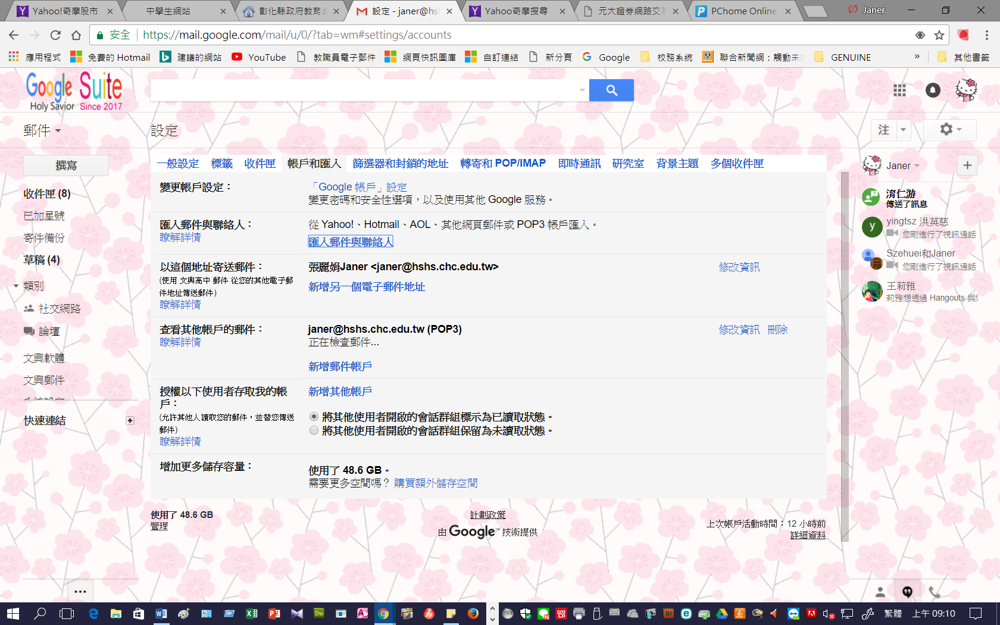 Yahoo!奇摩股市
中學生網站
彰化縣政府教育處
設定 - janer@hsl
Yahoo奇摩搜尋
元大證券網路交易
PChome Online
Janer
安全
https://mail.google.com/mail/u/0/?tab=wm#settings/accounts
應用程式
免費的 Hotmail
建議的網站
YouTube
教職員電子郵件
網頁快訊圖庫
自訂連結
新分頁
Google
校務系統
聯合新聞網：觸動未來
GENUINE
»
其他書籤
Google Suite
Holy Savior Since 2017
郵件
設定
注
撰寫
收件匣 (8)
已加星號
寄件備份
草稿 (4)
類別
社交網路
論壇
文興軟體
文興郵件
快速連結
一般設定
標籤
收件匣
帳戶和匯入
篩選器和封鎖的地址
轉寄和 POP/IMAP
即時通訊
研究室
背景主題
多個收件匣
變更帳戶設定：
「Google 帳戶」設定
變更密碼和安全性選項，以及使用其他 Google 服務。
匯入郵件與聯絡人：
瞭解詳情
從 Yahoo!、Hotmail、AOL、其他網頁郵件或 POP3 帳戶匯入。
匯入郵件與聯絡人
以這個地址寄送郵件：
(使用 文興高中 郵件 從您的其他電子郵
件地址傳送郵件)
瞭解詳情
張麗娟Janer <janer@hshs.chc.edu.tw>
修改資訊
新增另一個電子郵件地址
查看其他帳戶的郵件：
瞭解詳情
janer@hshs.chc.edu.tw (POP3)
修改資訊 刪除
正在檢查郵件...
新增郵件帳戶
授權以下使用者存取我的帳
戶：
(允許其他人讀取您的郵件，並替您傳送
郵件)
瞭解詳情
新增其他帳戶
將其他使用者開啟的會話群組標示為已讀取狀態。
將其他使用者開啟的會話群組保留為未讀取狀態。
增加更多儲存容量：
使用了 48.6 GB。
需要更多空間嗎？ 購買額外儲存空間
使用了 48.6 GB
管理
計劃政策
由 Google™ 技術提供
上次帳戶活動時間：12 小時前
詳細資料
Janer
淯仁游
傳送了訊息
y
yingtsz 洪英慈
您剛進行了視訊通話
Szehuei和Janer
您剛進行了視訊通話
王莉雅
莉雅想透過 Hangouts 與
繁體
上午 09:10